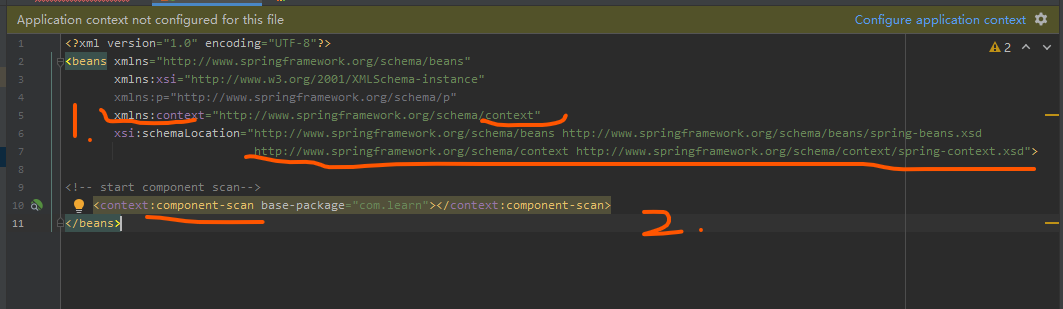 Application context not configured for this file
Configure application context
2
1 <?xml version="1.0" encoding="UTF-8"?>
2 <beans xmlns="http://www.springframework.org/schema/beans"
3 xmlns:xsi="http://www.w3.org/2001/XMLSchema-instance"
4 xmlns:p="http://www.springframework.org/schema/p"
5 xmlns:context="http://www.springframework.org/schema/context"
1.
6 xsi:schemaLocation="http://www.springframework.org/schema/beans http://www.springframework.org/schema/beans/spring-beans.xsd
7 http://www.springframework.org/schema/context http://www.springframework.org/schema/context/spring-context.xsd">
8
9 <!-- start component scan-->
10 <context:component-scan base-package="com.learn"></context:component-scan>
2.
11 </beans>